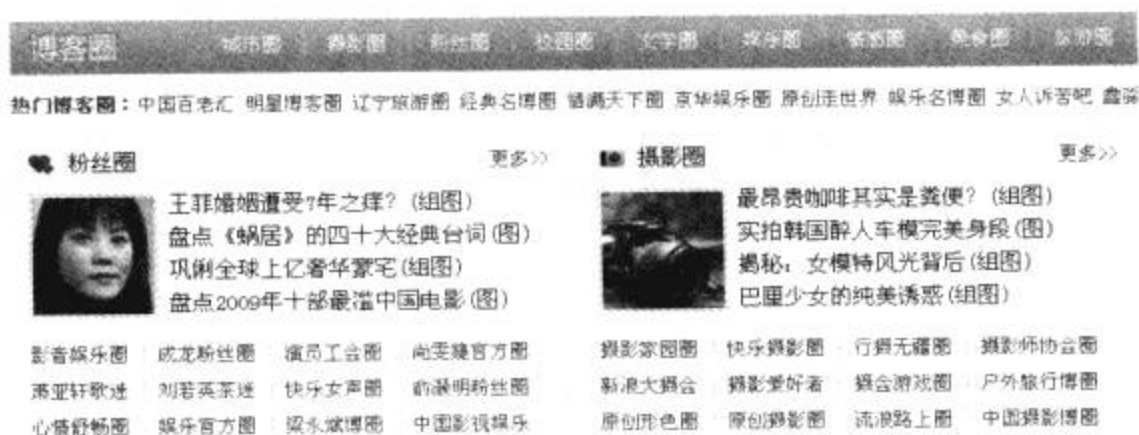 博客圈 城市圈 摄影圈 粉丝圈 校园圈 文学圈 娱乐圈 美食圈 旅游圈
热门博客圈：中国百老汇 明星博客圈 辽宁旅游圈 经典名博圈 情满天下圈 京华娱乐圈 原创走世界 娱乐名博圈 女人诉苦吧
粉丝圈 更多>>
王菲婚姻遭受7年之痒？(组图)
盘点《蜗居》的四十大经典台词(图)
巩俐全球上亿奢华豪宅(组图)
盘点2009年十部最滥中国电影(图)
影音娱乐圈 成龙粉丝圈 演员工会圈 尚雯婕官方圈
萧亚轩歌迷 刘若英茶迷 快乐女声圈 俞灏明粉丝圈
心情舒畅圈 娱乐官方圈 梁永斌博圈 中国影视娱乐
摄影圈 更多>>
最昂贵咖啡其实是粪便？(组图)
实拍韩国醉人车模完美身段(图)
揭秘：女模特风光背后(组图)
巴厘少女的纯美诱惑(组图)
摄影家园圈 快乐摄影圈 行摄无疆圈 摄影师协会圈
新浪大摄会 摄影爱好者 摄会游戏圈 户外旅行博圈
原创形色圈 原创摄影圈 流浪路上圈 中国摄影博圈